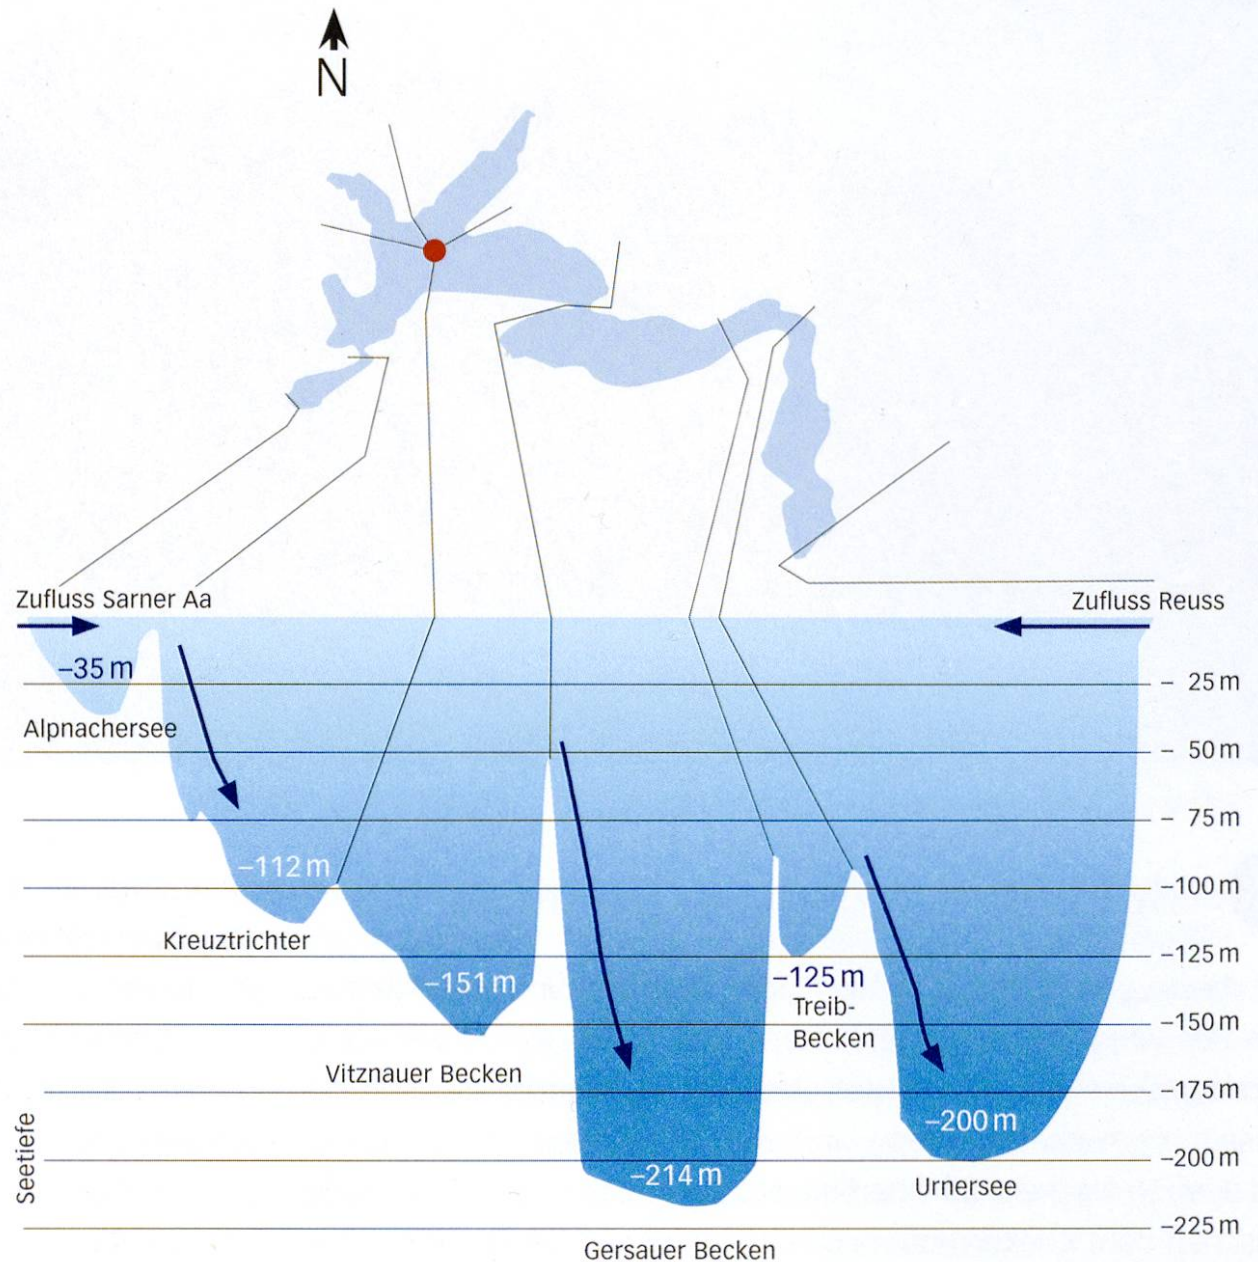 N
Zufluss Sarner Aa
Zufluss Reuss
–35 m
– 25 m
Alpnachersee
– 50 m
– 75 m
–112 m
–100 m
Kreuztrichter
–125 m
–151 m
–125 m
Treib-
Becken
–150 m
Vitznauer Becken
–175 m
Seetiefe
–200 m
–214 m
–200 m
Urnersee
–225 m
Gersauer Becken